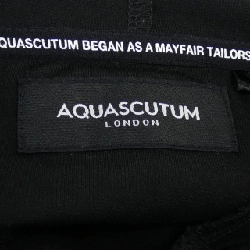 AQUASCUTUM BEGAN AS A MAYFAIR TAILORS
AQUASCUTUM
LONDON